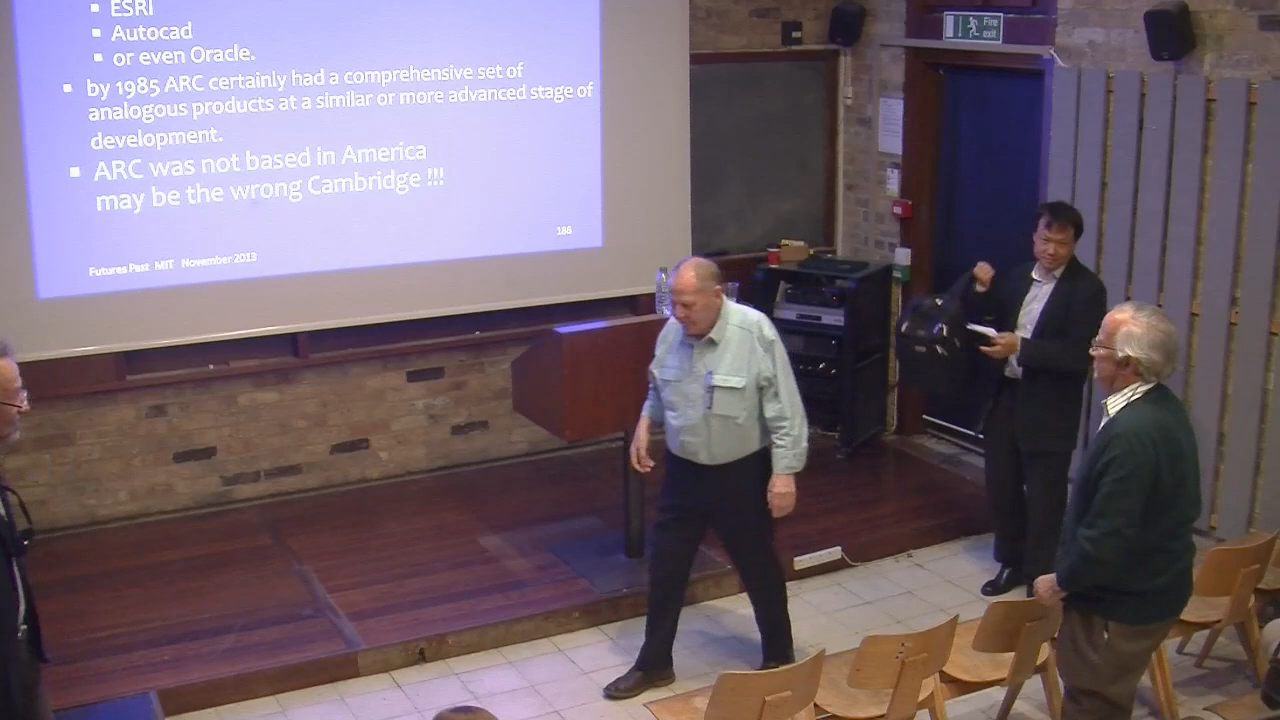 ▪ ESRI
▪ Autocad
▪ or even Oracle.
▪ by 1985 ARC certainly had a comprehensive set of
analogous products at a similar or more advanced stage of
development.
▪ ARC was not based in America
may be the wrong Cambridge !!!
186
Futures Past MIT November 2013
Fire
exit